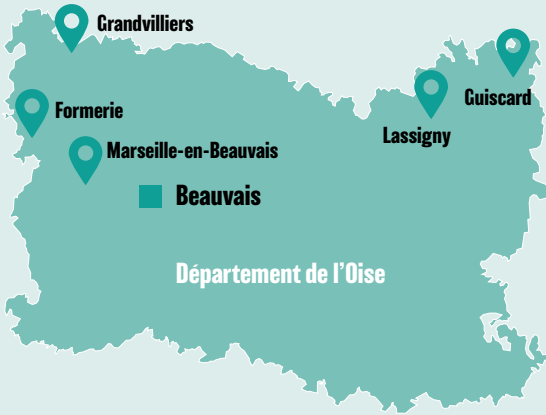 Grandvilliers
Guiscard
Formerie
Lassigny
Marseille-en-Beauvais
Beauvais
Département de l'Oise